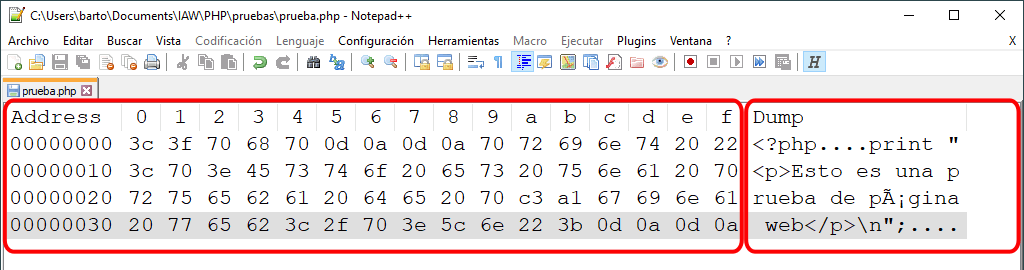 C:\Users\barto\Documents\IAW\PHP\pruebas\prueba.php - Notepad++
Archivo Editar Buscar Vista Codificación Lenguaje Configuración Herramientas Macro Ejecutar Plugins Ventana ? X
prueba.php
Address 0 1 2 3 4 5 6 7 8 9 a b c d e f Dump
00000000 3c 3f 70 68 70 0d 0a 0d 0a 70 72 69 6e 74 20 22 <?php....print "
00000010 3c 70 3e 45 73 74 6f 20 65 73 20 75 6e 61 20 70 <p>Esto es una p
00000020 72 75 65 62 61 20 64 65 20 70 c3 a1 67 69 6e 61 rueba de pÃ¡gina
00000030 20 77 65 62 3c 2f 70 3e 5c 6e 22 3b 0d 0a 0d 0a  web</p>\n";....